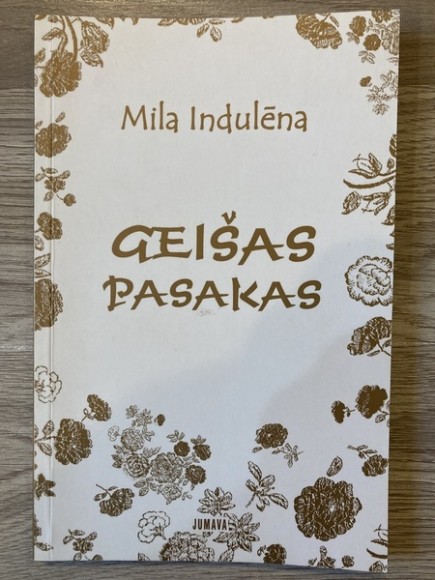 Mila Indulēna
GEIŠAS
PASAKAS
JUMAVA